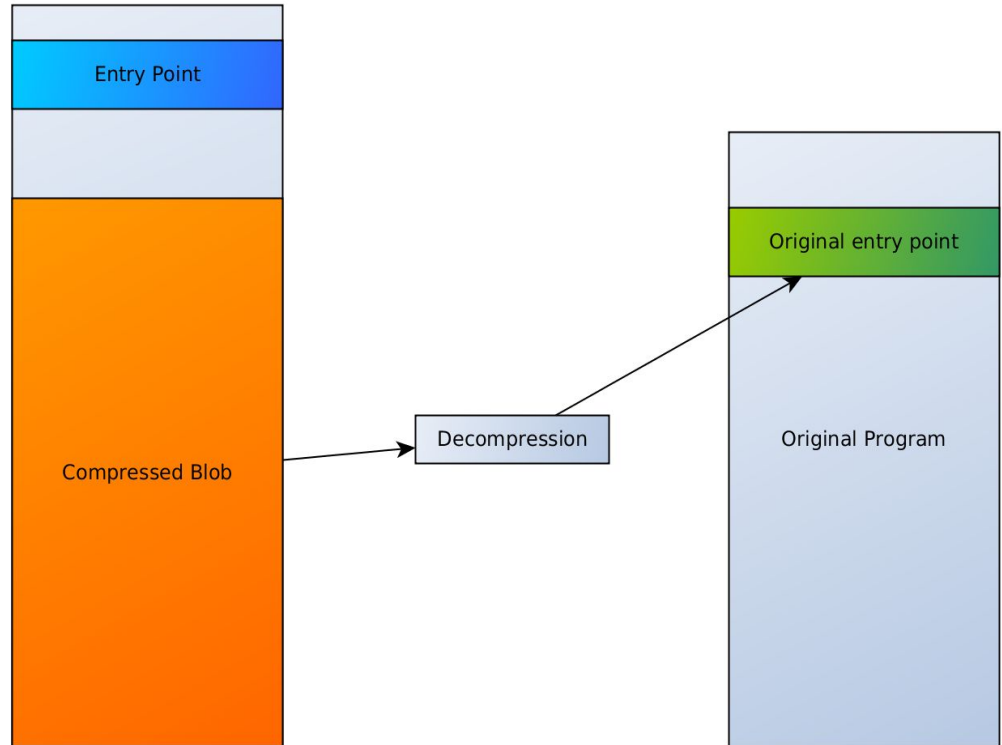 Entry Point
Compressed Blob
Decompression
Original entry point
Original Program